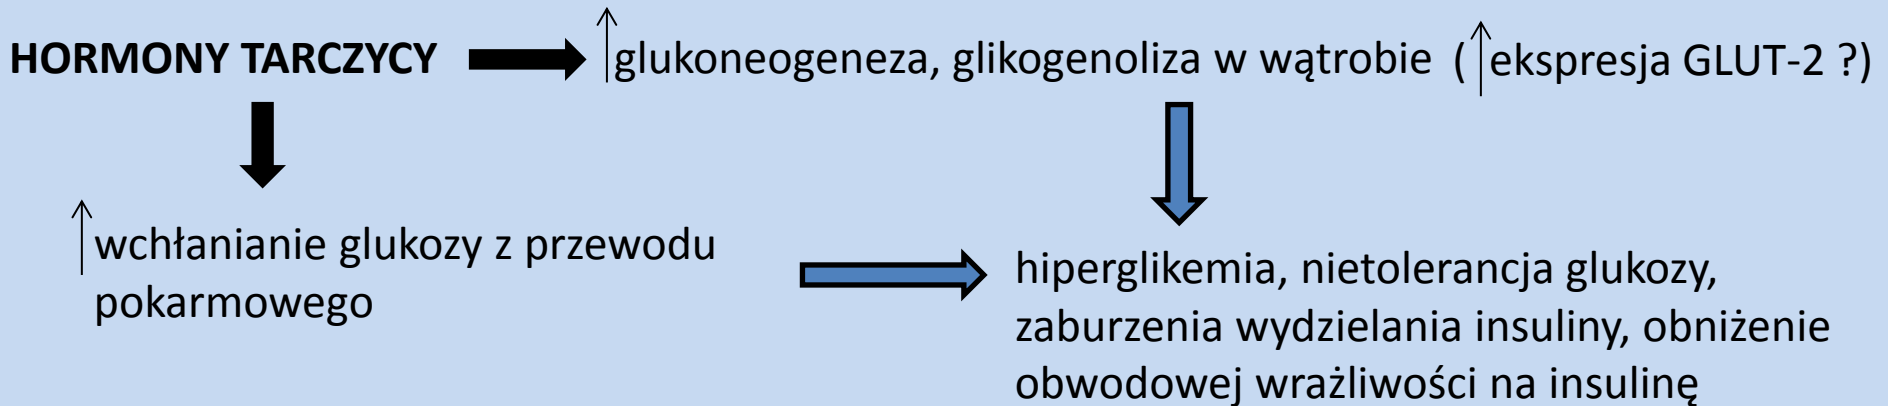 HORMONY TARCZYCY glukoneogeneza, glikogenoliza w wątrobie ( ekspresja GLUT-2 ?)
wchłanianie glukozy z przewodu
pokarmowego
hiperglikemia, nietolerancja glukozy,
zaburzenia wydzielania insuliny, obniżenie
obwodowej wrażliwości na insulinę